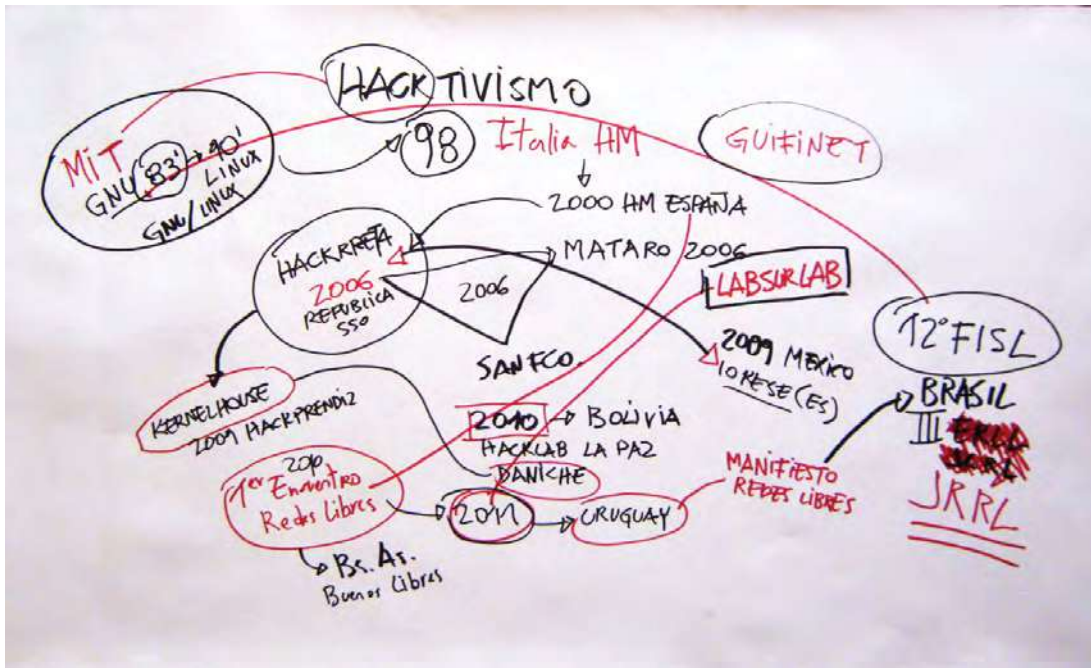 HACKTIVISMO
MIT
GNU 83' → 90'
LINUX
GNU/LINUX
98
Italia HM
GUIFINET
2000 HM ESPAÑA
HACKRRETA
2006
REPUBLICA
SSO
2006
MATARO 2006
LABSURLAB
SANFCO.
2009 MEXICO
10 RESE(ES)
12° FISL
BRASIL
III
JRRL
KERNELHOUSE
2009 HACKPRENDIZ
2010 → BOLIVIA
HACKLAB LA PAZ
DANICHE
2010
1er Encuentro
Redes Libres
2011
URUGUAY
MANIFIESTO
REDES LIBRES
Bs. As.
Buenos Libres